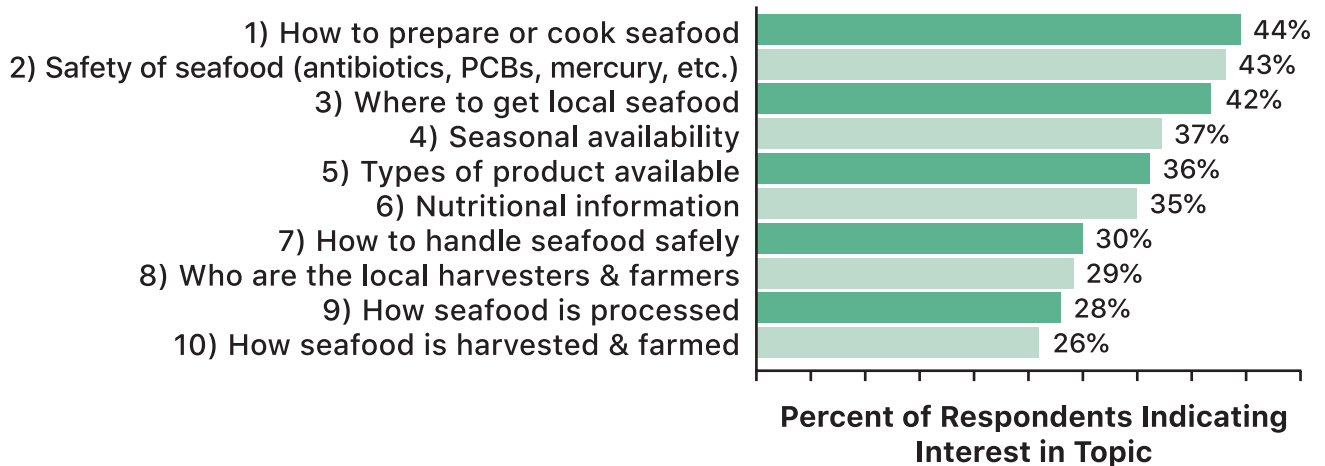 1) How to prepare or cook seafood 44%
2) Safety of seafood (antibiotics, PCBs, mercury, etc.) 43%
3) Where to get local seafood 42%
4) Seasonal availability 37%
5) Types of product available 36%
6) Nutritional information 35%
7) How to handle seafood safely 30%
8) Who are the local harvesters & farmers 29%
9) How seafood is processed 28%
10) How seafood is harvested & farmed 26%
Percent of Respondents Indicating
Interest in Topic